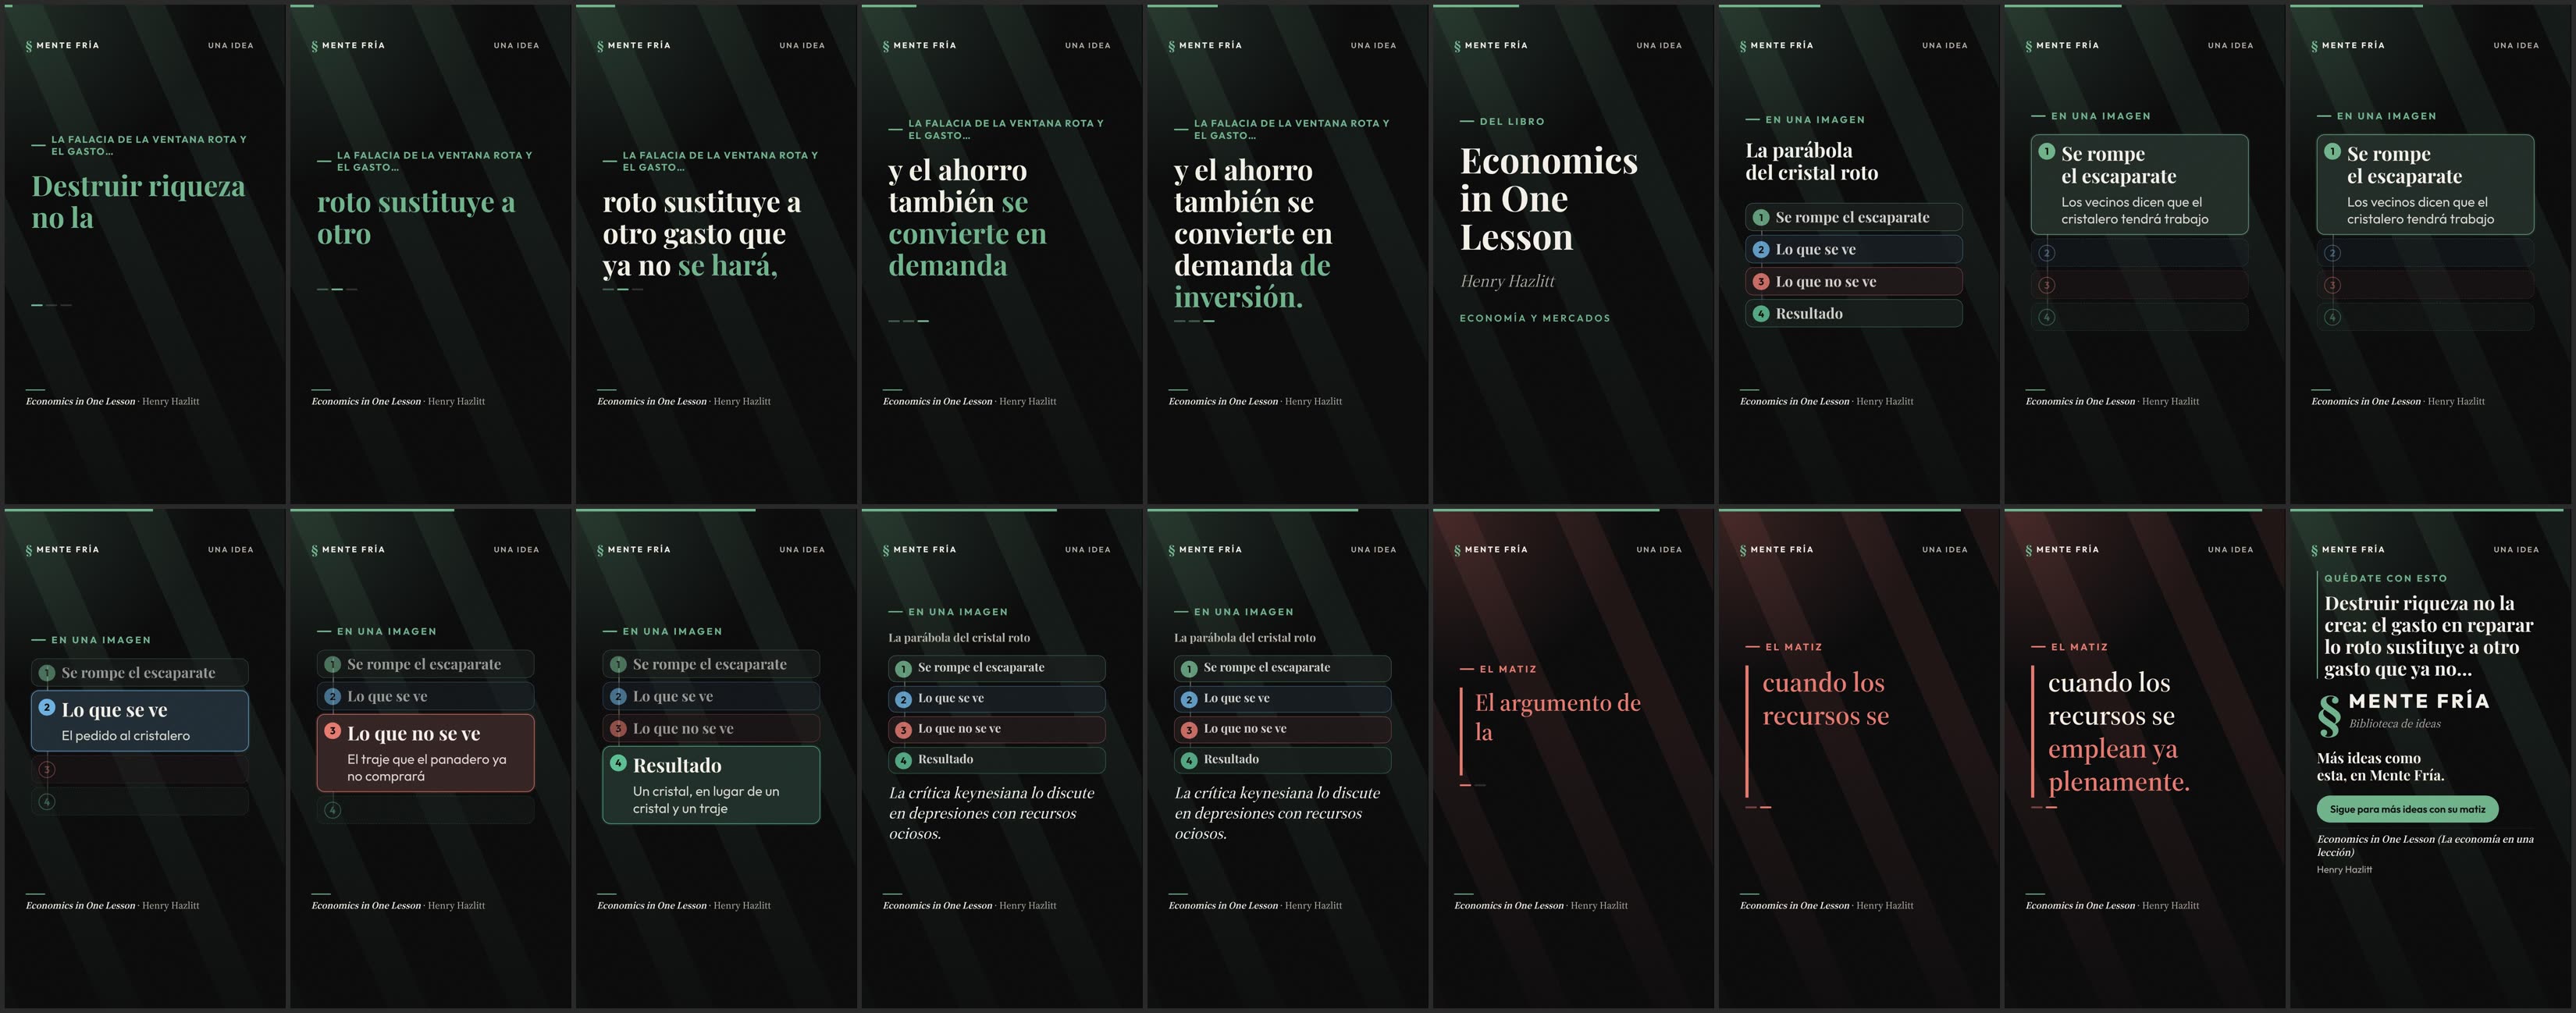 § MENTE FRÍA
UNA IDEA
LA FALACIA DE LA VENTANA ROTA Y
EL GASTO...
Destruir riqueza
no la
Economics in One Lesson · Henry Hazlitt
§ MENTE FRÍA
UNA IDEA
LA FALACIA DE LA VENTANA ROTA Y
EL GASTO...
roto sustituye a
otro
Economics in One Lesson · Henry Hazlitt
§ MENTE FRÍA
UNA IDEA
LA FALACIA DE LA VENTANA ROTA Y
EL GASTO...
roto sustituye a
otro gasto que
ya no se hará,
Economics in One Lesson · Henry Hazlitt
§ MENTE FRÍA
UNA IDEA
LA FALACIA DE LA VENTANA ROTA Y
EL GASTO...
y el ahorro
también se
convierte en
demanda
Economics in One Lesson · Henry Hazlitt
§ MENTE FRÍA
UNA IDEA
LA FALACIA DE LA VENTANA ROTA Y
EL GASTO...
y el ahorro
también se
convierte en
demanda de
inversión.
Economics in One Lesson · Henry Hazlitt
§ MENTE FRÍA
UNA IDEA
DEL LIBRO
Economics
in One
Lesson
Henry Hazlitt
ECONOMÍA Y MERCADOS
§ MENTE FRÍA
UNA IDEA
EN UNA IMAGEN
La parábola
del cristal roto
1 Se rompe el escaparate
2 Lo que se ve
3 Lo que no se ve
4 Resultado
Economics in One Lesson · Henry Hazlitt
§ MENTE FRÍA
UNA IDEA
EN UNA IMAGEN
1 Se rompe
el escaparate
Los vecinos dicen que el
cristalero tendrá trabajo
2
3
4
Economics in One Lesson · Henry Hazlitt
§ MENTE FRÍA
UNA IDEA
EN UNA IMAGEN
1 Se rompe
el escaparate
Los vecinos dicen que el
cristalero tendrá trabajo
2
3
4
Economics in One Lesson · Henry Hazlitt
§ MENTE FRÍA
UNA IDEA
EN UNA IMAGEN
1 Se rompe el escaparate
2 Lo que se ve
El pedido al cristalero
3
4
Economics in One Lesson · Henry Hazlitt
§ MENTE FRÍA
UNA IDEA
EN UNA IMAGEN
1 Se rompe el escaparate
2 Lo que se ve
3 Lo que no se ve
El traje que el panadero ya
no comprará
4
Economics in One Lesson · Henry Hazlitt
§ MENTE FRÍA
UNA IDEA
EN UNA IMAGEN
1 Se rompe el escaparate
2 Lo que se ve
3 Lo que no se ve
4 Resultado
Un cristal, en lugar de un
cristal y un traje
Economics in One Lesson · Henry Hazlitt
§ MENTE FRÍA
UNA IDEA
EN UNA IMAGEN
La parábola del cristal roto
1 Se rompe el escaparate
2 Lo que se ve
3 Lo que no se ve
4 Resultado
La crítica keynesiana lo discute
en depresiones con recursos
ociosos.
Economics in One Lesson · Henry Hazlitt
§ MENTE FRÍA
UNA IDEA
EN UNA IMAGEN
La parábola del cristal roto
1 Se rompe el escaparate
2 Lo que se ve
3 Lo que no se ve
4 Resultado
La crítica keynesiana lo discute
en depresiones con recursos
ociosos.
Economics in One Lesson · Henry Hazlitt
§ MENTE FRÍA
UNA IDEA
EL MATIZ
El argumento de
la
Economics in One Lesson · Henry Hazlitt
§ MENTE FRÍA
UNA IDEA
EL MATIZ
cuando los
recursos se
Economics in One Lesson · Henry Hazlitt
§ MENTE FRÍA
UNA IDEA
EL MATIZ
cuando los
recursos se
emplean ya
plenamente.
Economics in One Lesson · Henry Hazlitt
§ MENTE FRÍA
UNA IDEA
QUÉDATE CON ESTO
Destruir riqueza no la
crea: el gasto en reparar
lo roto sustituye a otro
gasto que ya no...
§ MENTE FRÍA
Biblioteca de ideas
Más ideas como
esta, en Mente Fría.
Sigue para más ideas con su matiz
Economics in One Lesson (La economía en una
lección)
Henry Hazlitt